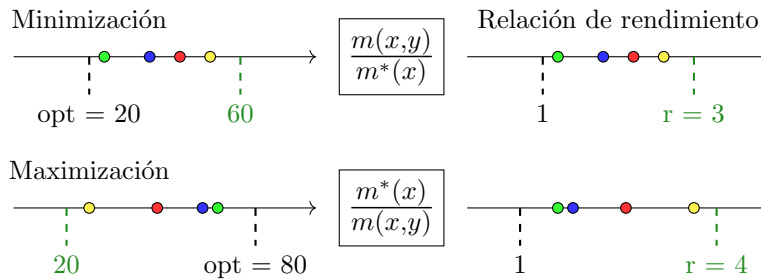 Minimización
Relación de rendimiento
m(x,y)
m*(x)
opt = 20
60
1
r = 3
Maximización
m*(x)
m(x,y)
20
opt = 80
1
r = 4